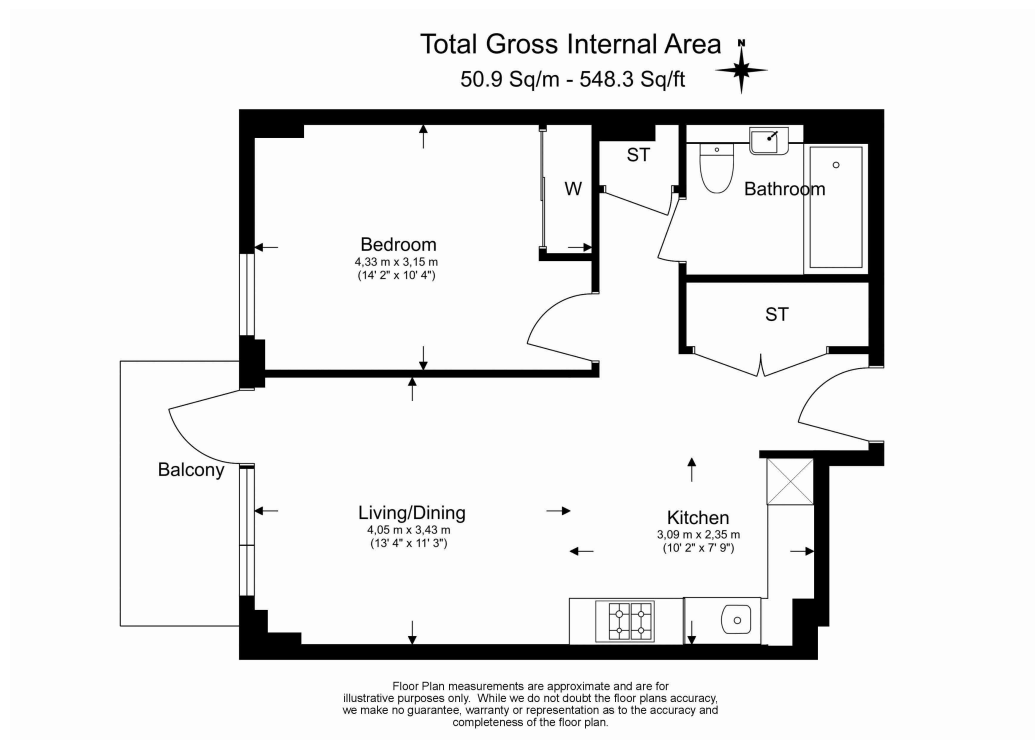 Total Gross Internal Area
N
50.9 Sq/m - 548.3 Sq/ft
ST
W
Bathroom
Bedroom
4,33 m x 3,15 m
(14' 2" x 10' 4")
ST
Balcony
Living/Dining
4,05 m x 3,43 m
(13' 4" x 11' 3")
Kitchen
3,09 m x 2,35 m
(10' 2" x 7' 9")
Floor Plan measurements are approximate and are for
illustrative purposes only. While we do not doubt the floor plans accuracy,
we make no guarantee, warranty or representation as to the accuracy and
completeness of the floor plan.